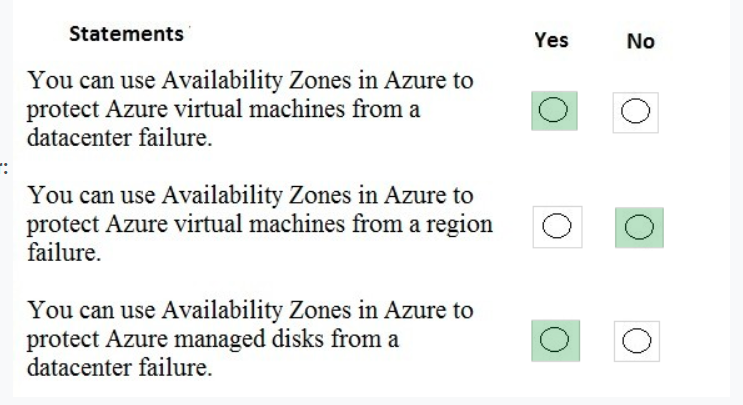 Statements
Yes No
You can use Availability Zones in Azure to
protect Azure virtual machines from a
datacenter failure.
You can use Availability Zones in Azure to
protect Azure virtual machines from a region
failure.
You can use Availability Zones in Azure to
protect Azure managed disks from a
datacenter failure.